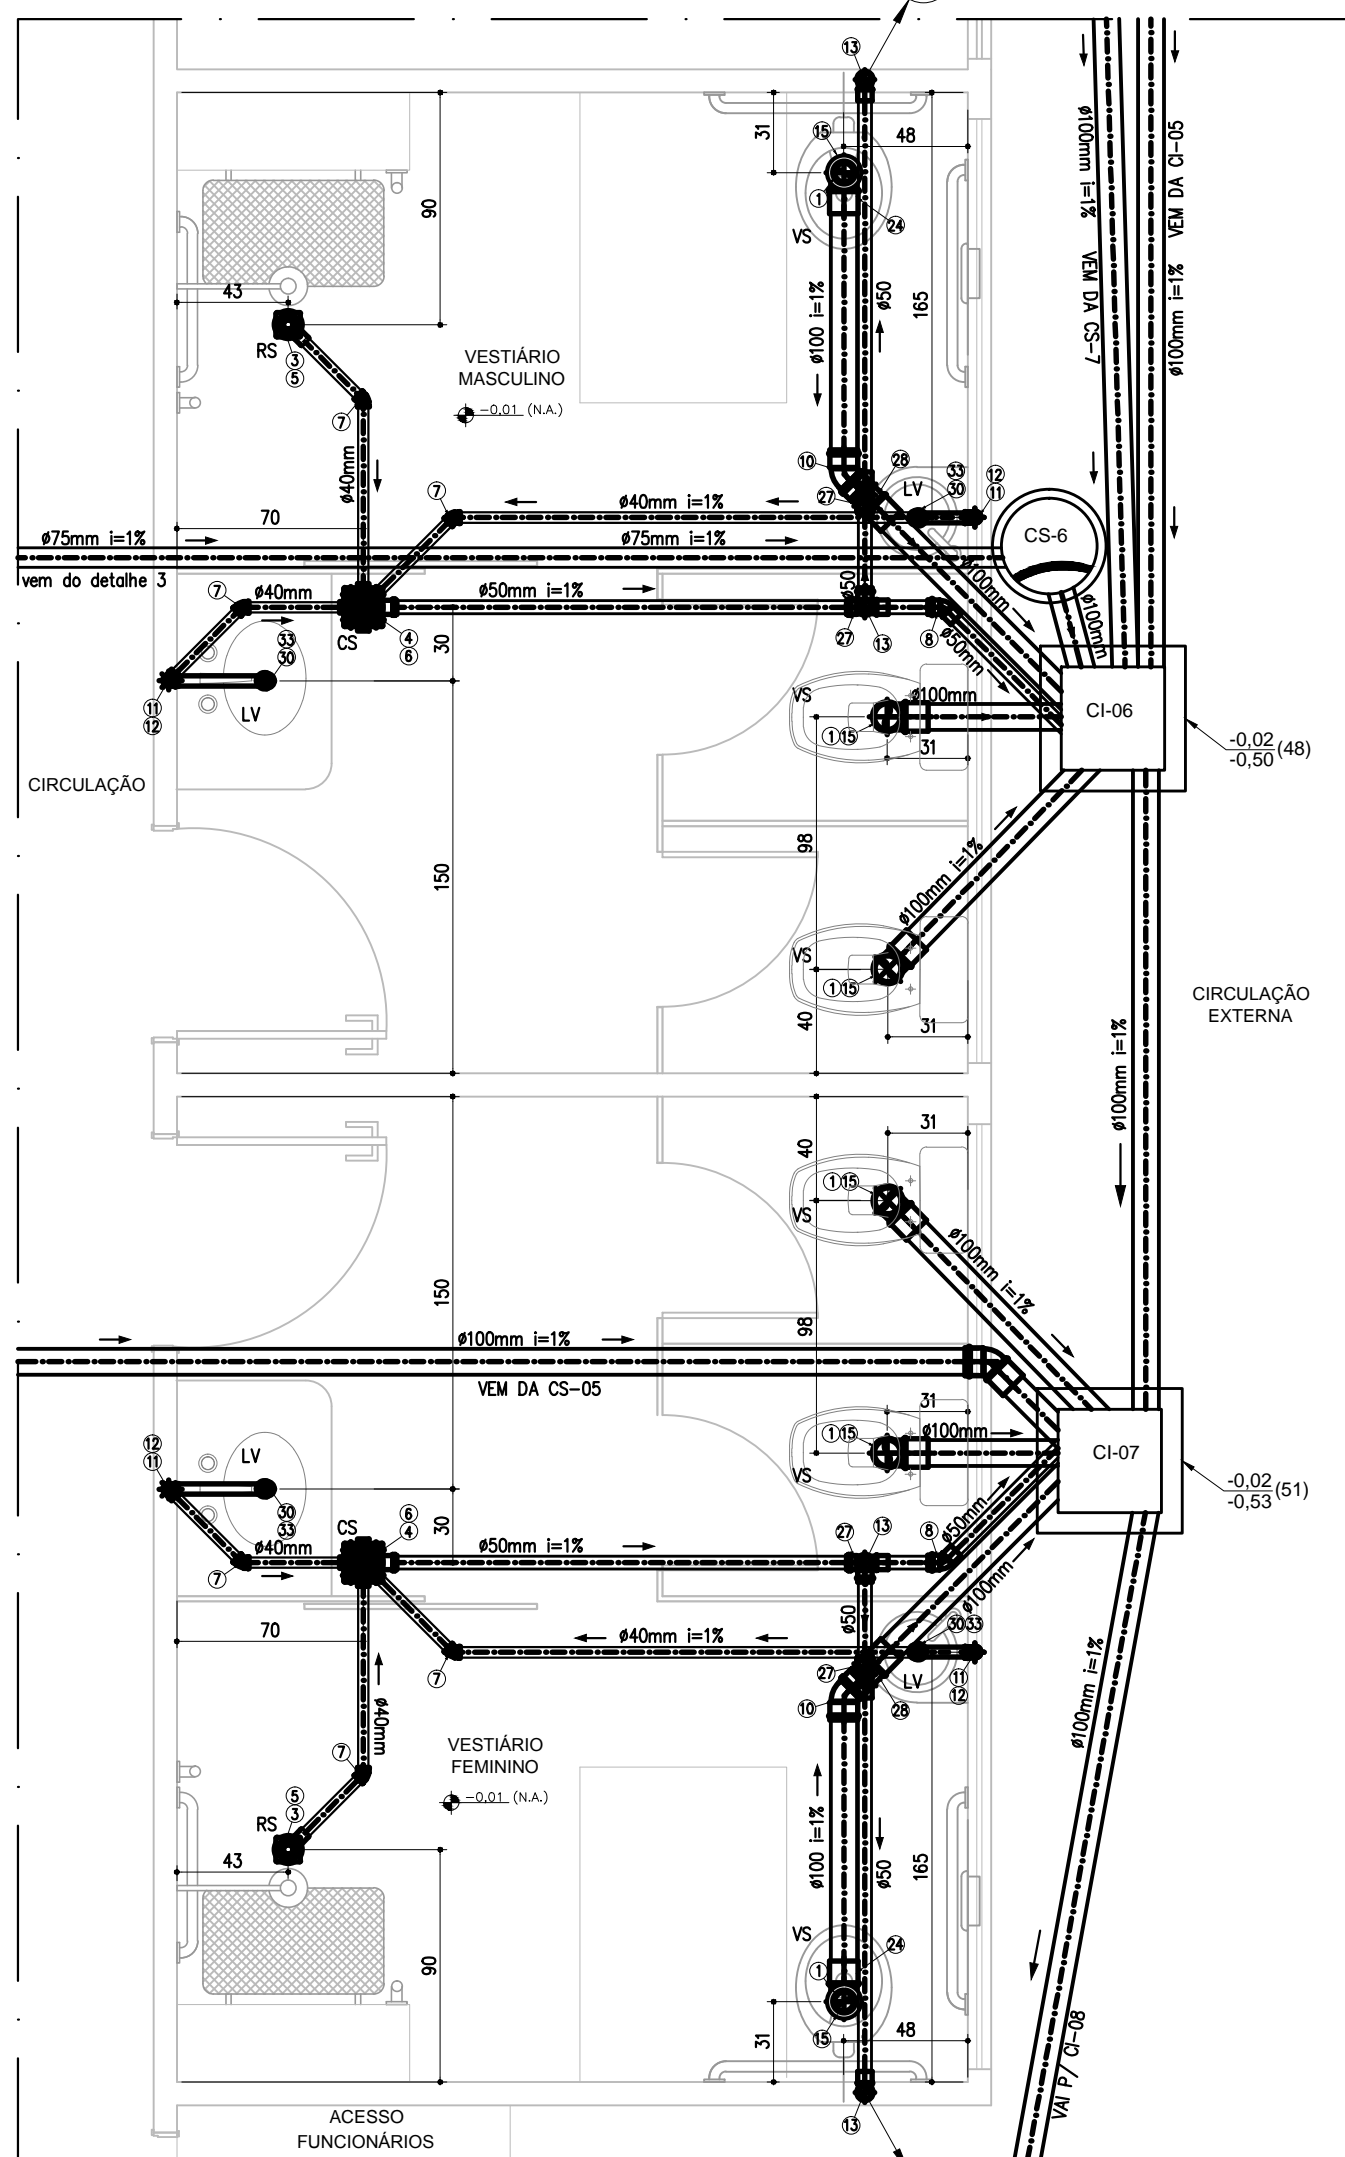 13
31
15
48
1
24
VS
90
43
RS
3
5
7
VESTIÁRIO
MASCULINO
-0,01 (N.A.)
ø40mm
ø100 i=1%
ø50
165
ø100mm i=1%
VEM DA CS-7
ø100mm i=1%
VEM DA CI-05
10
28
33
30
12
11
LV
27
7
ø40mm i=1%
70
ø75mm i=1%
ø75mm i=1%
CS-6
vem do detalhe 3
ø40mm
ø50mm i=1%
ø50
ø100mm
ø100mm
7
CS
4
6
30
27
13
8
ø50mm
33
30
LV
11
12
VS
ø100mm
1
15
31
CI-06
-0,02
-0,50
(48)
CIRCULAÇÃO
98
150
ø100mm i=1%
VS
1
15
40
31
CIRCULAÇÃO
EXTERNA
ø100mm i=1%
31
40
1
15
VS
ø100mm i=1%
150
98
ø100mm i=1%
VEM DA CS-05
31
12
11
LV
1
15
ø100mm
VS
CI-07
-0,02
-0,53
(51)
30
33
CS
6
4
30
27
13
8
ø50mm
ø40mm
ø50mm i=1%
7
ø50
ø100mm
70
ø40mm i=1%
30
33
7
27
LV
11
12
10
28
ø40mm
VESTIÁRIO
FEMININO
-0,01 (N.A.)
7
5
3
RS
43
ø100 i=1%
ø50
165
ø100mm i=1%
VS
24
1
15
90
31
48
VAI P/ CI-08
13
ACESSO
FUNCIONÁRIOS